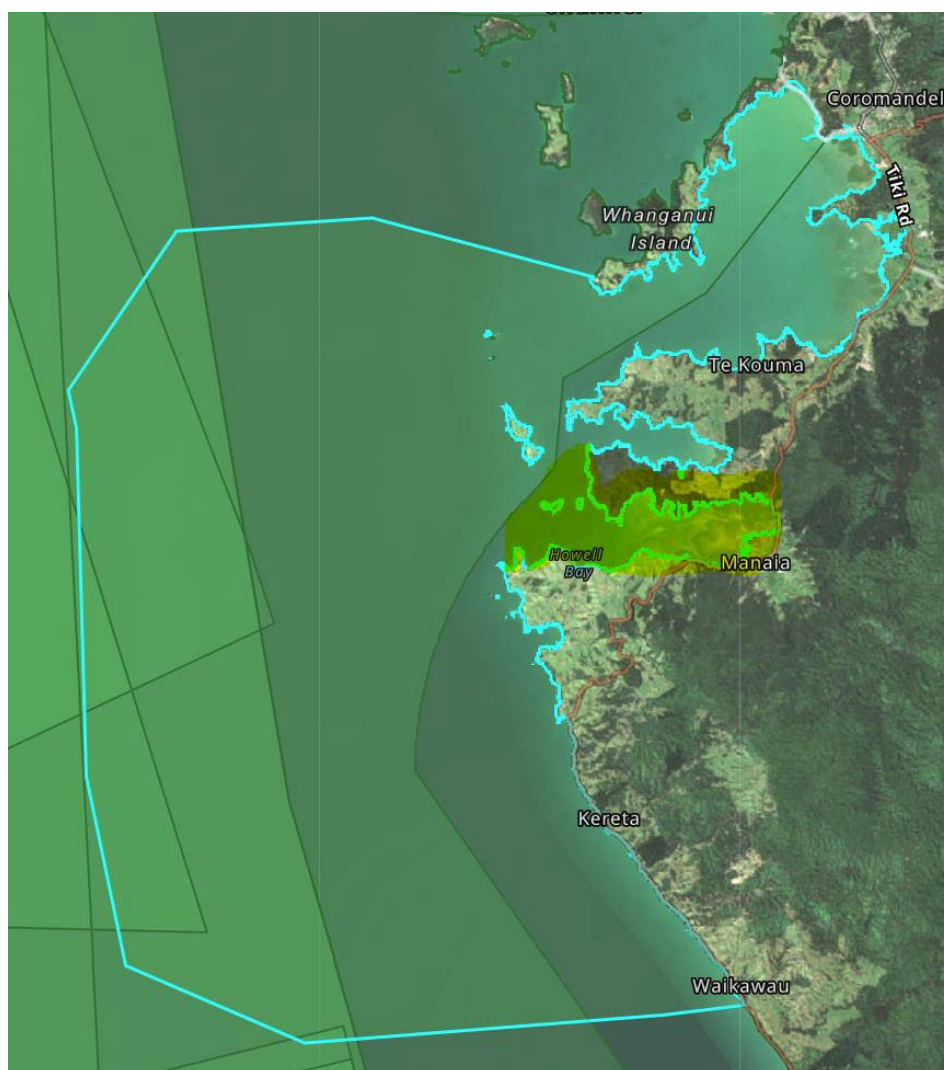 Coromandel
Tiki Rd
Whanganui
Island
Te Kouma
Howell
Bay
Manaia
Kereta
Waikawau